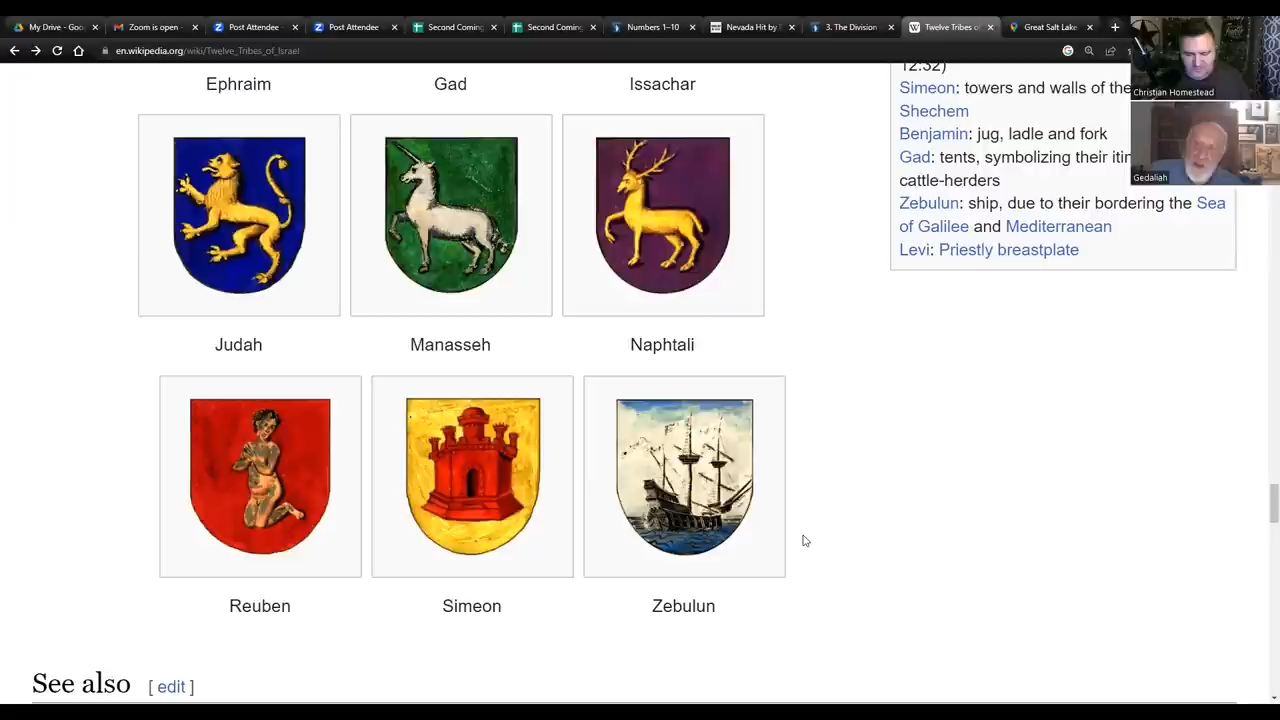 My Drive - Goo
Zoom is open -
Post Attendee -
Post Attendee
Second Coming
Second Coming
Numbers 1–10
Nevada Hit by
3. The Division
Twelve Tribes o
Great Salt Lake
en.wikipedia.org/wiki/Twelve_Tribes_of_Israel
Ephraim
Gad
Issachar
Judah
Manasseh
Naphtali
Reuben
Simeon
Zebulun
See also [ edit ]
12:32)
Simeon: towers and walls of the
Shechem
Benjamin: jug, ladle and fork
Gad: tents, symbolizing their
cattle-herders
Zebulun: ship, due to their bordering the Sea
of Galilee and Mediterranean
Levi: Priestly breastplate
Christian Homestead
Gedaliah